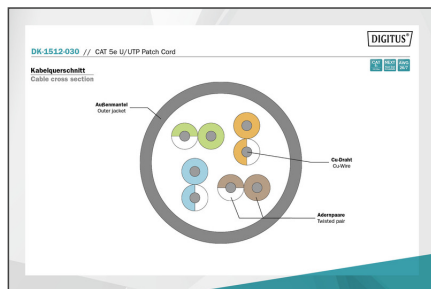 DIGITUS®
DK-1512-030 // CAT 5e U/UTP Patch Cord
Kabelquerschnitt
Cable cross section
Außenmantel
Outer jacket
Cu-Draht
Cu-Wire
Adernpaare
Twisted pair